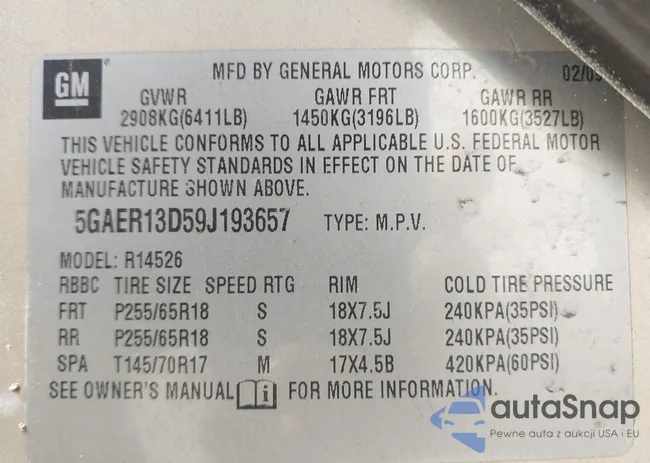 GM
MFD BY GENERAL MOTORS CORP. 02/09
GVWR GAWR FRT GAWR RR
2908KG(6411LB) 1450KG(3196LB) 1600KG(3527LB)
THIS VEHICLE CONFORMS TO ALL APPLICABLE U.S. FEDERAL MOTOR
VEHICLE SAFETY STANDARDS IN EFFECT ON THE DATE OF
MANUFACTURE SHOWN ABOVE.
5GAER13D59J193657 TYPE: M.P.V.
MODEL: R14526
RBBC TIRE SIZE SPEED RTG RIM COLD TIRE PRESSURE
FRT P255/65R18 S 18X7.5J 240KPA(35PSI)
RR P255/65R18 S 18X7.5J 240KPA(35PSI)
SPA T145/70R17 M 17X4.5B 420KPA(60PSI)
SEE OWNER'S MANUAL i FOR MORE INFORMATION.
autaSnap
Pewne auta z aukcji USA i EU